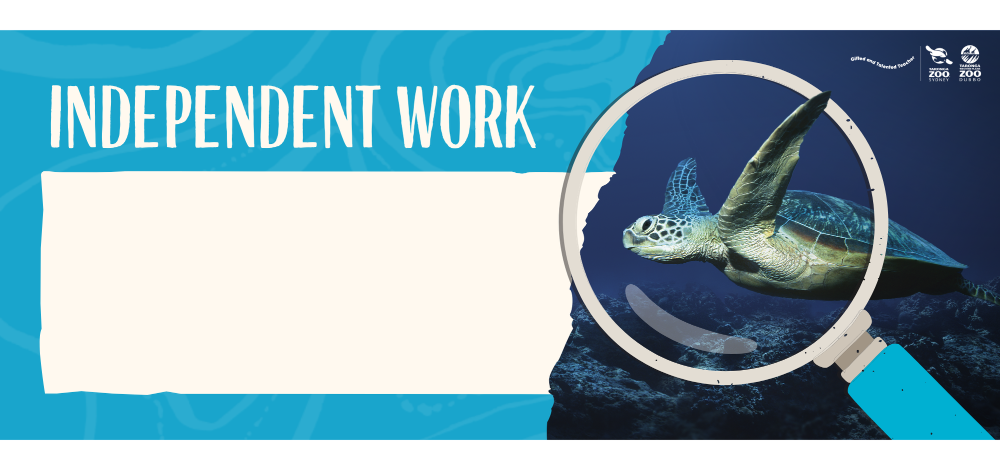 INDEPENDENT WORK
Gifted and Talented Teacher
TARONGA
ZOO
SYDNEY
TARONGA
WESTERN PLAINS
ZOO
DUBBO